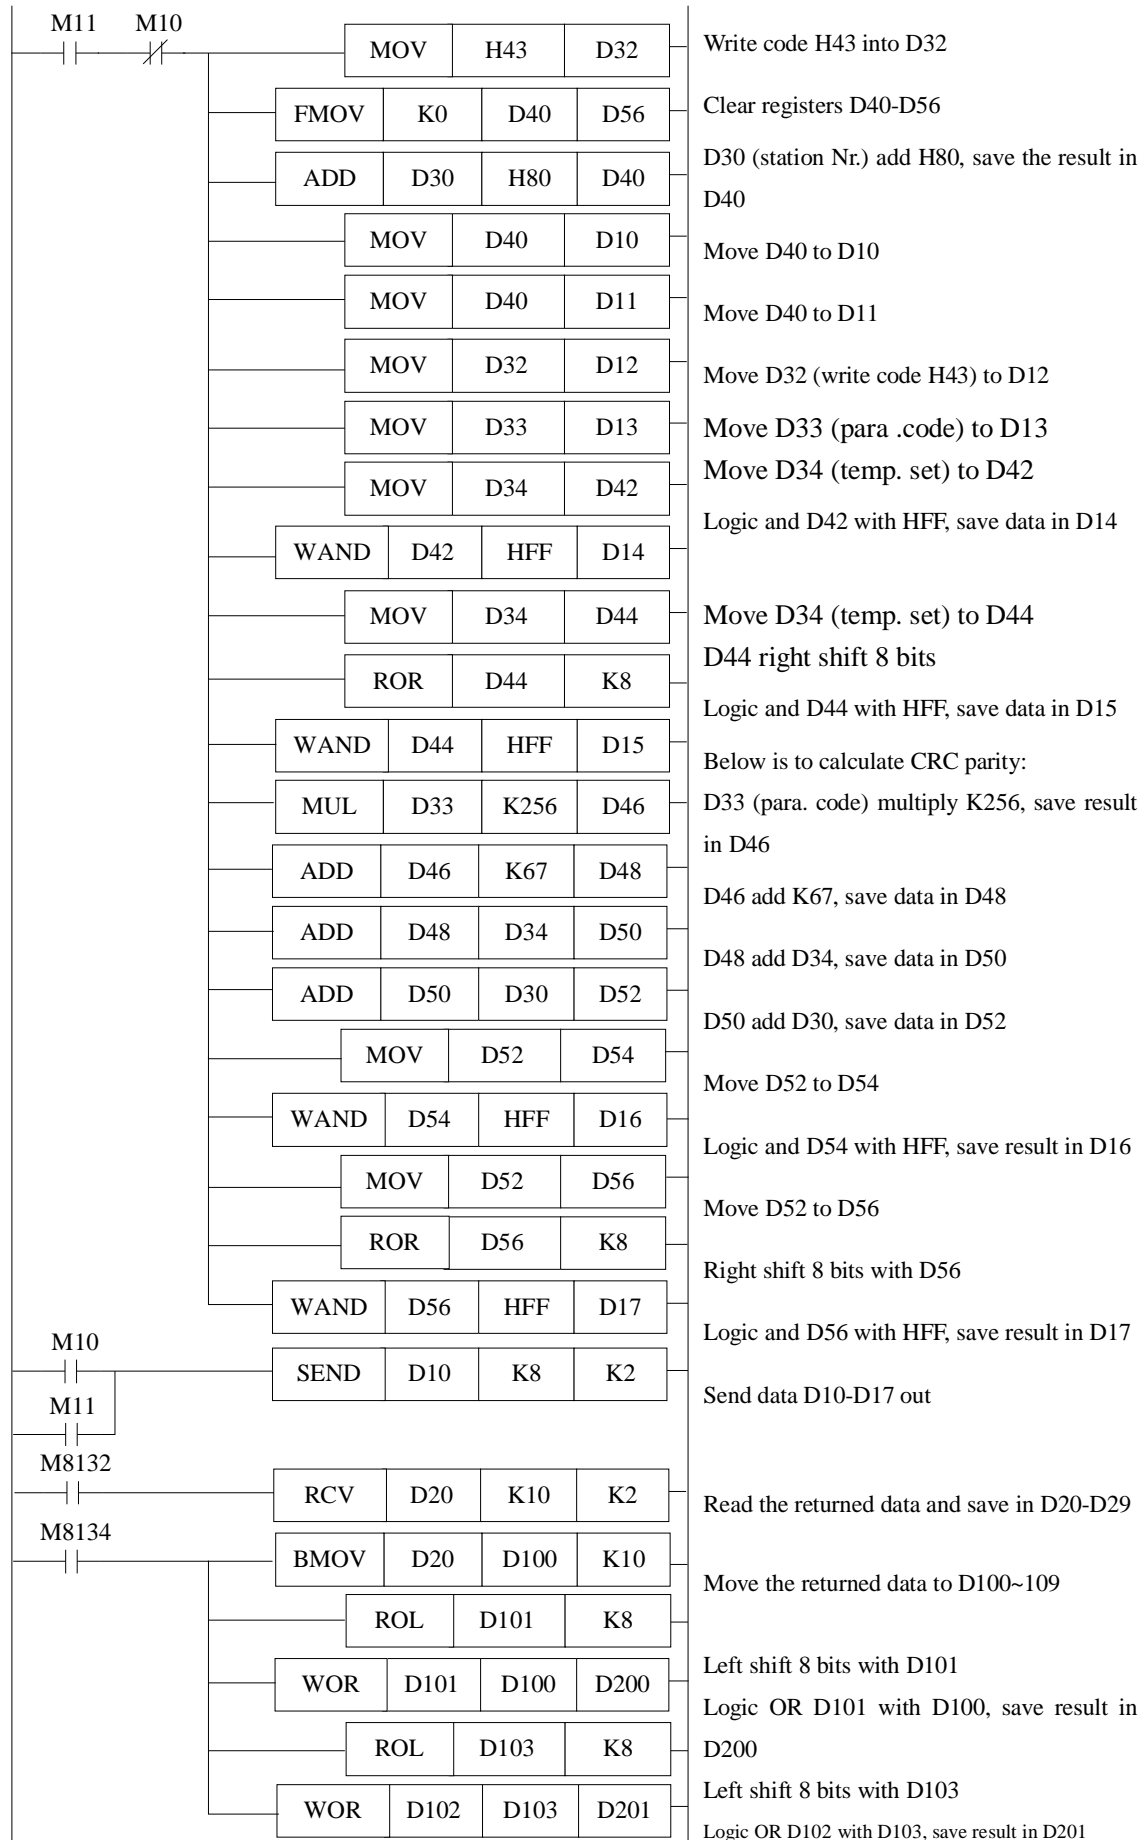 M11 M10
MOV H43 D32 Write code H43 into D32
FMOV K0 D40 D56 Clear registers D40-D56
ADD D30 H80 D40 D30 (station Nr.) add H80, save the result in
D40
MOV D40 D10 Move D40 to D10
MOV D40 D11 Move D40 to D11
MOV D32 D12 Move D32 (write code H43) to D12
MOV D33 D13 Move D33 (para .code) to D13
MOV D34 D42 Move D34 (temp. set) to D42
WAND D42 HFF D14 Logic and D42 with HFF, save data in D14
MOV D34 D44 Move D34 (temp. set) to D44
ROR D44 K8 D44 right shift 8 bits
WAND D44 HFF D15 Logic and D44 with HFF, save data in D15
Below is to calculate CRC parity:
MUL D33 K256 D46 D33 (para. code) multiply K256, save result
in D46
ADD D46 K67 D48 D46 add K67, save data in D48
ADD D48 D34 D50 D48 add D34, save data in D50
ADD D50 D30 D52 D50 add D30, save data in D52
MOV D52 D54 Move D52 to D54
WAND D54 HFF D16 Logic and D54 with HFF, save result in D16
MOV D52 D56 Move D52 to D56
ROR D56 K8 Right shift 8 bits with D56
WAND D56 HFF D17 Logic and D56 with HFF, save result in D17
M10
SEND D10 K8 K2 Send data D10-D17 out
M11
M8132
RCV D20 K10 K2 Read the returned data and save in D20-D29
M8134
BMOV D20 D100 K10 Move the returned data to D100~109
ROL D101 K8 Left shift 8 bits with D101
WOR D101 D100 D200 Logic OR D101 with D100, save result in
D200
ROL D103 K8 Left shift 8 bits with D103
WOR D102 D103 D201 Logic OR D102 with D103, save result in D201